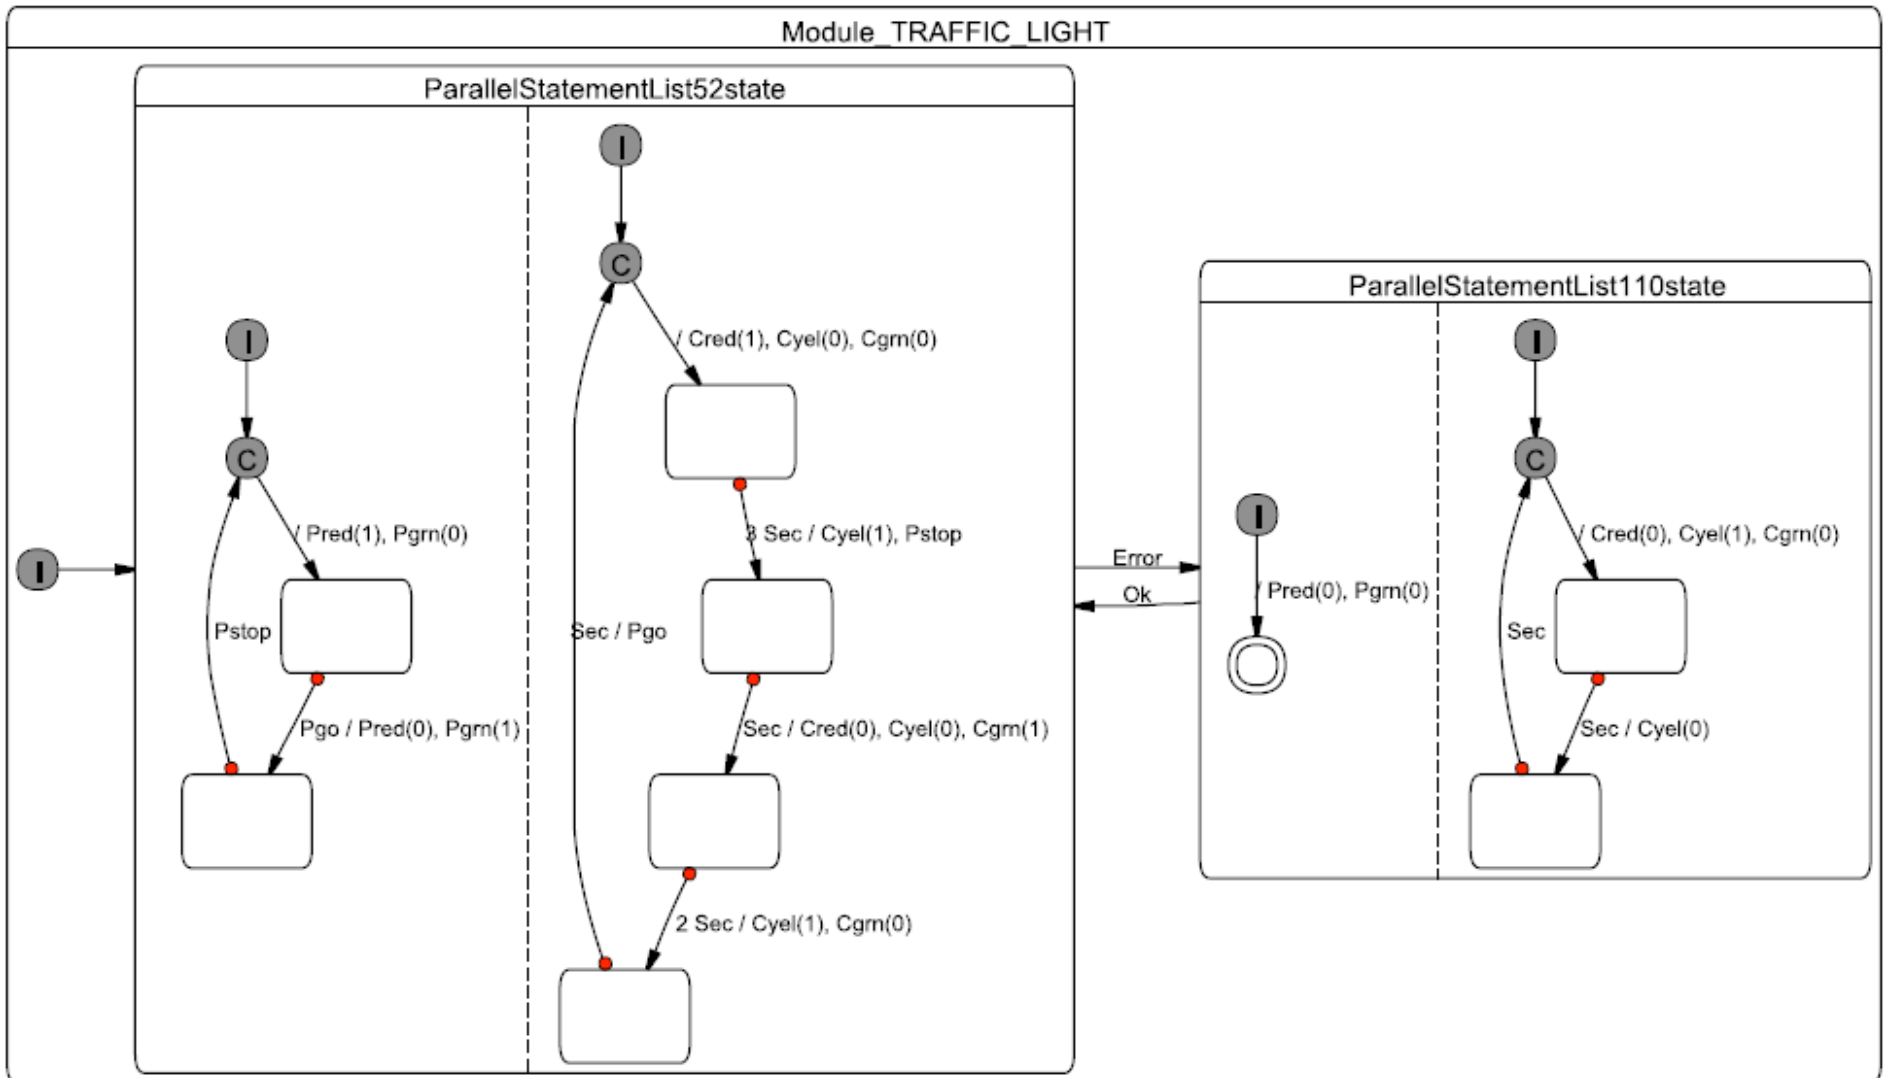 Module_TRAFFIC_LIGHT
ParallelStatementList52state
I
C
/ Pred(1), Pgrn(0)
Pstop
Pgo / Pred(0), Pgrn(1)
I
C
/ Cred(1), Cyel(0), Cgrn(0)
3 Sec / Cyel(1), Pstop
Sec / Pgo
Sec / Cred(0), Cyel(0), Cgrn(1)
2 Sec / Cyel(1), Cgrn(0)
I
Error
Ok
ParallelStatementList110state
I
/ Pred(0), Pgrn(0)
I
C
/ Cred(0), Cyel(1), Cgrn(0)
Sec
Sec / Cyel(0)